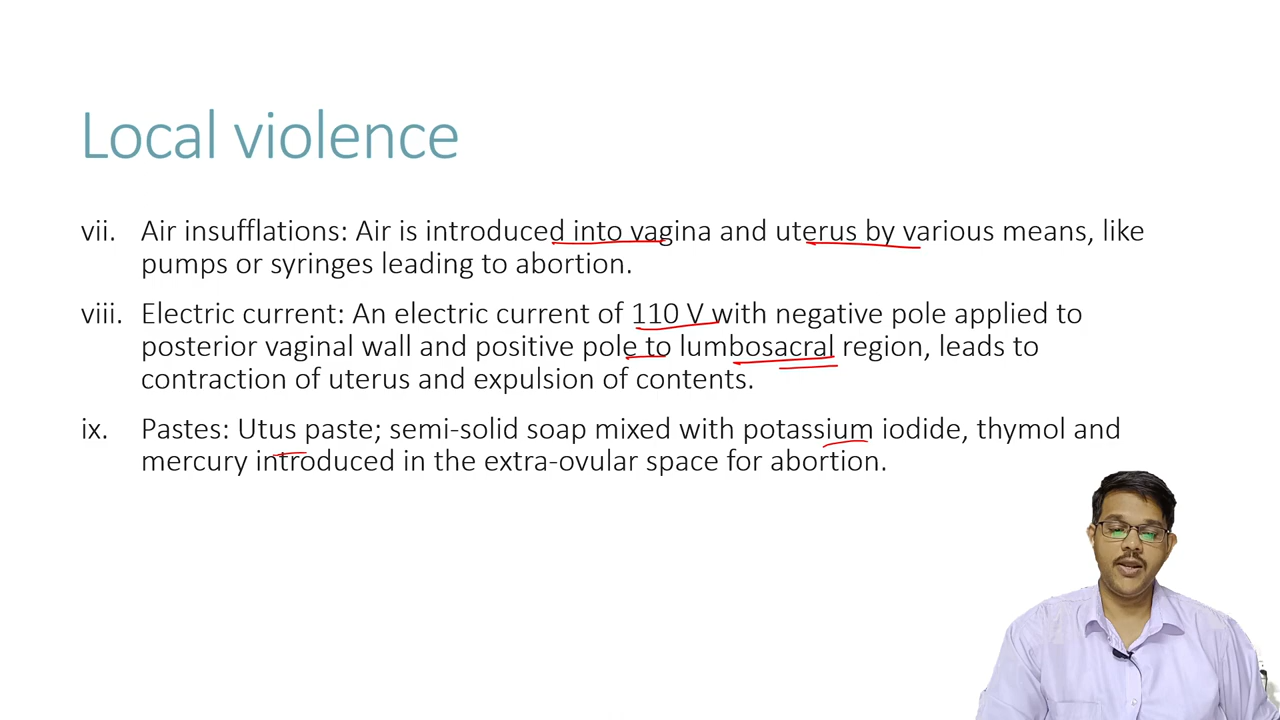 Local violence
vii. Air insufflations: Air is introduced into vagina and uterus by various means, like
pumps or syringes leading to abortion.
viii. Electric current: An electric current of 110 V with negative pole applied to
posterior vaginal wall and positive pole to lumbosacral region, leads to
contraction of uterus and expulsion of contents.
ix. Pastes: Utus paste; semi-solid soap mixed with potassium iodide, thymol and
mercury introduced in the extra-ovular space for abortion.